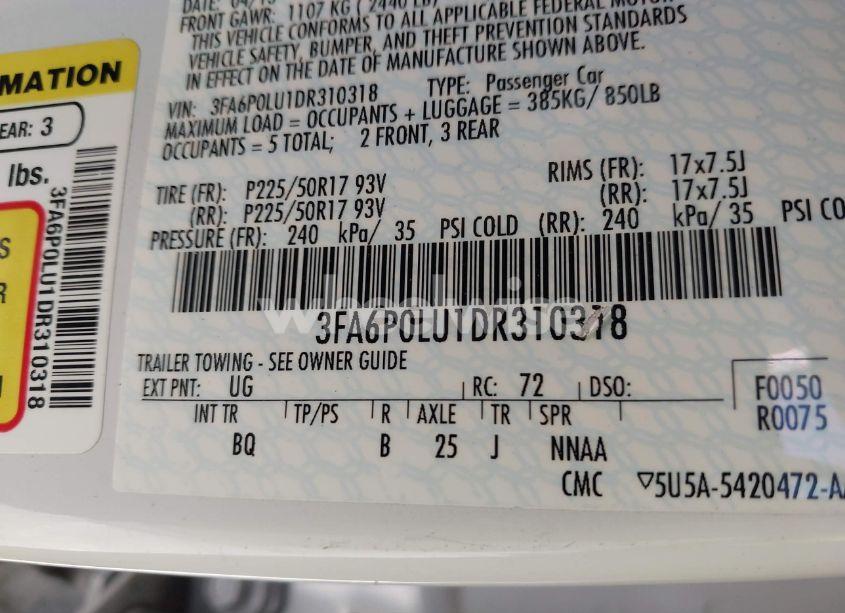 DATE: 04/13
FRONT GAWR: 1107 KG ( 2440 LB)
THIS VEHICLE CONFORMS TO ALL APPLICABLE FEDERAL MOTOR
VEHICLE SAFETY, BUMPER, AND THEFT PREVENTION STANDARDS
IN EFFECT ON THE DATE OF MANUFACTURE SHOWN ABOVE.
VIN: 3FA6P0LU1DR310318 TYPE: Passenger Car
MAXIMUM LOAD = OCCUPANTS + LUGGAGE = 385KG/ 850LB
OCCUPANTS = 5 TOTAL; 2 FRONT, 3 REAR
TIRE (FR): P225/50R17 93V RIMS (FR): 17x7.5J
(RR): P225/50R17 93V (RR): 17x7.5J
PRESSURE (FR): 240 kPa/ 35 PSI COLD (RR): 240 kPa/ 35 PSI CO
3FA6P0LU1DR310318
TRAILER TOWING - SEE OWNER GUIDE
EXT PNT: UG RC: 72 DSO: F0050
INT TR TP/PS R AXLE TR SPR R0075
BQ B 25 J NNAA
CMC ▽5U5A-5420472-A
MATION
EAR: 3
lbs.
3FA6P0LU1DR310318
S
R